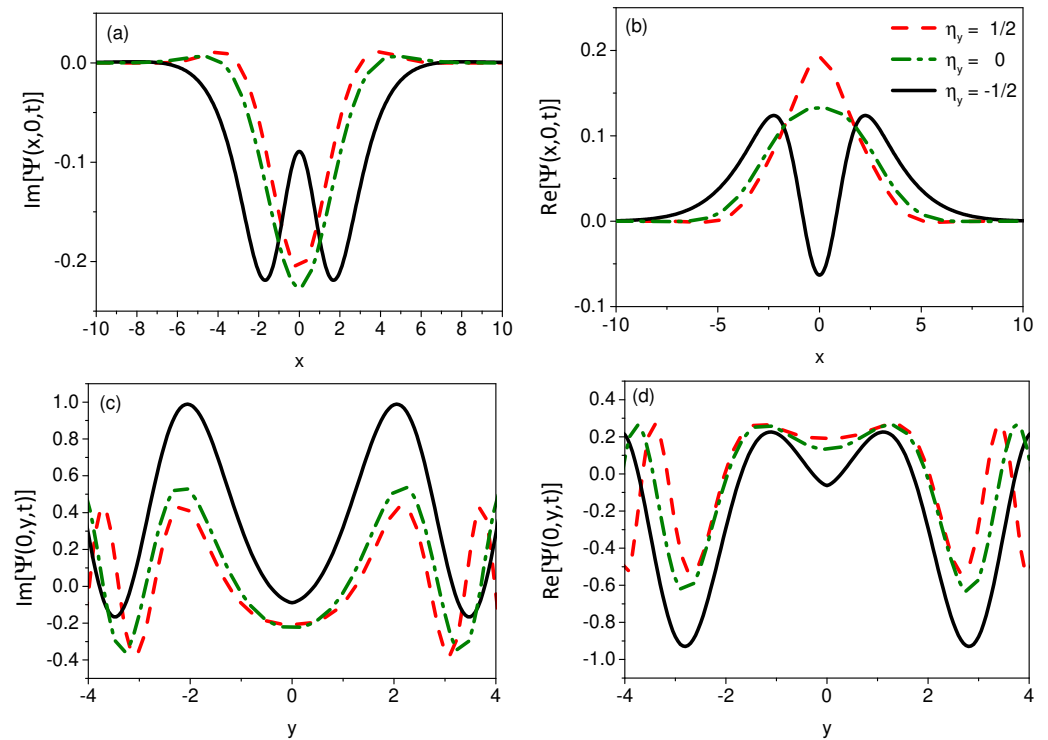 (a)
Im[Ψ(x,0,t)]
0.0
-0.1
-0.2
-10 -8 -6 -4 -2 0 2 4 6 8 10
x
(b)
Re[Ψ(x,0,t)]
0.2
0.1
0.0
-0.1
-10 -5 0 5 10
x
η_y = 1/2
η_y = 0
η_y = -1/2
(c)
Im[Ψ(0,y,t)]
1.0
0.8
0.6
0.4
0.2
0.0
-0.2
-0.4
-4 -2 0 2 4
y
(d)
Re[Ψ(0,y,t)]
0.4
0.2
0.0
-0.2
-0.4
-0.6
-0.8
-1.0
-4 -3 -2 -1 0 1 2 3 4
y